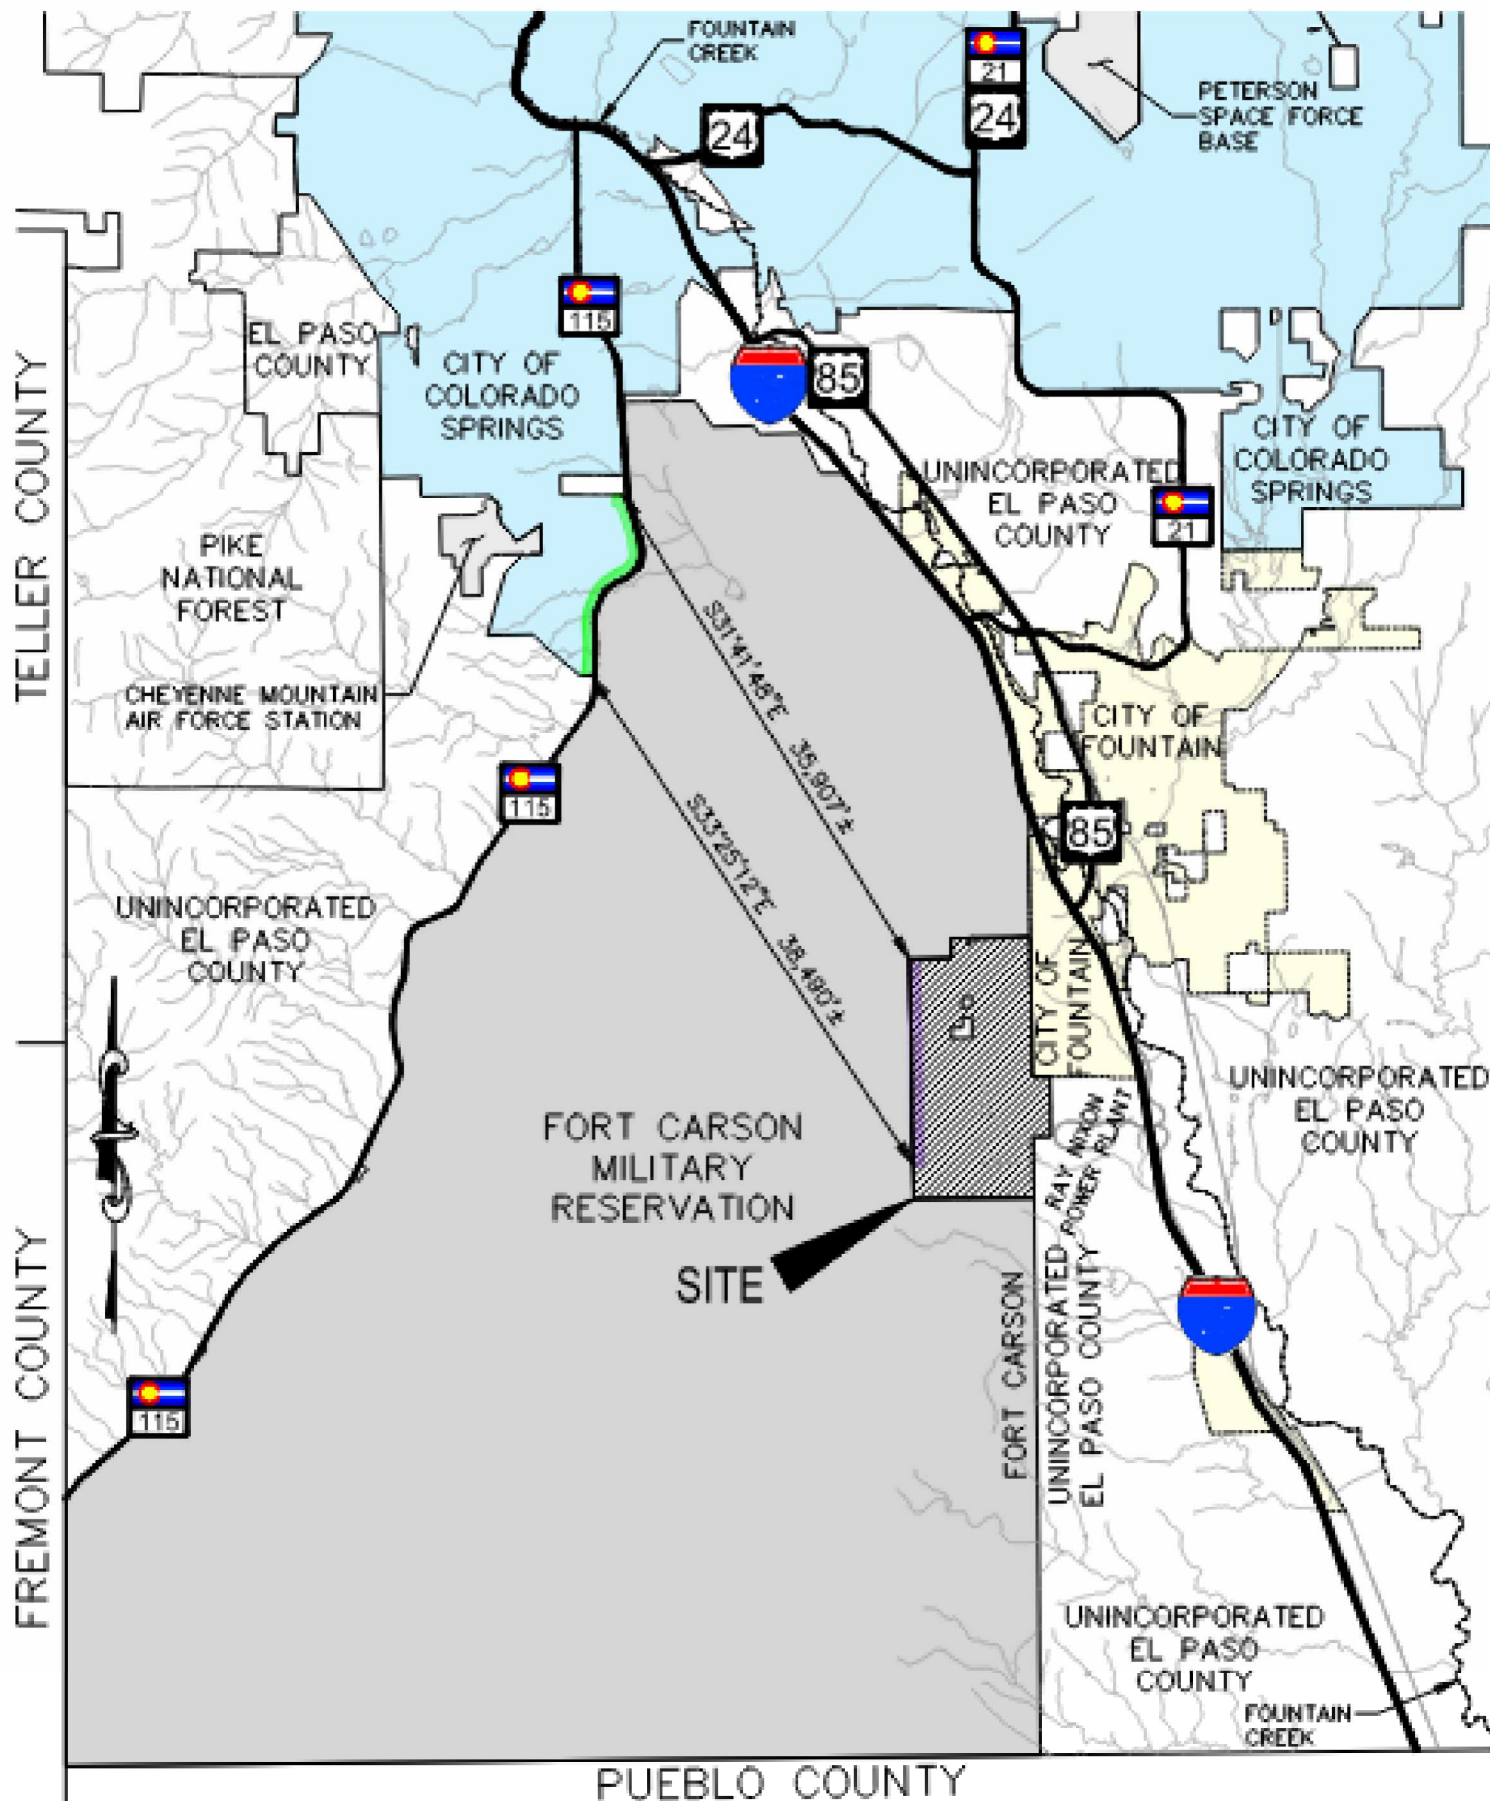 FOUNTAIN
CREEK
21
24
24
PETERSON
SPACE FORCE
BASE
115
EL PASO
COUNTY
CITY OF
COLORADO
SPRINGS
85
TELLER COUNTY
UNINCORPORATED
EL PASO
COUNTY
CITY OF
COLORADO
SPRINGS
21
PIKE
NATIONAL
FOREST
S31°41'48"E 35,907'±
CHEYENNE MOUNTAIN
AIR FORCE STATION
CITY OF
FOUNTAIN
115
S33°25'12"E 38,490'±
85
UNINCORPORATED
EL PASO
COUNTY
CITY OF
FOUNTAIN
UNINCORPORATED
EL PASO
COUNTY
FORT CARSON
MILITARY
RESERVATION
RAY NIXON
POWER PLANT
SITE
FREMONT COUNTY
FORT CARSON
UNINCORPORATED
EL PASO COUNTY
115
UNINCORPORATED
EL PASO
COUNTY
FOUNTAIN
CREEK
PUEBLO COUNTY